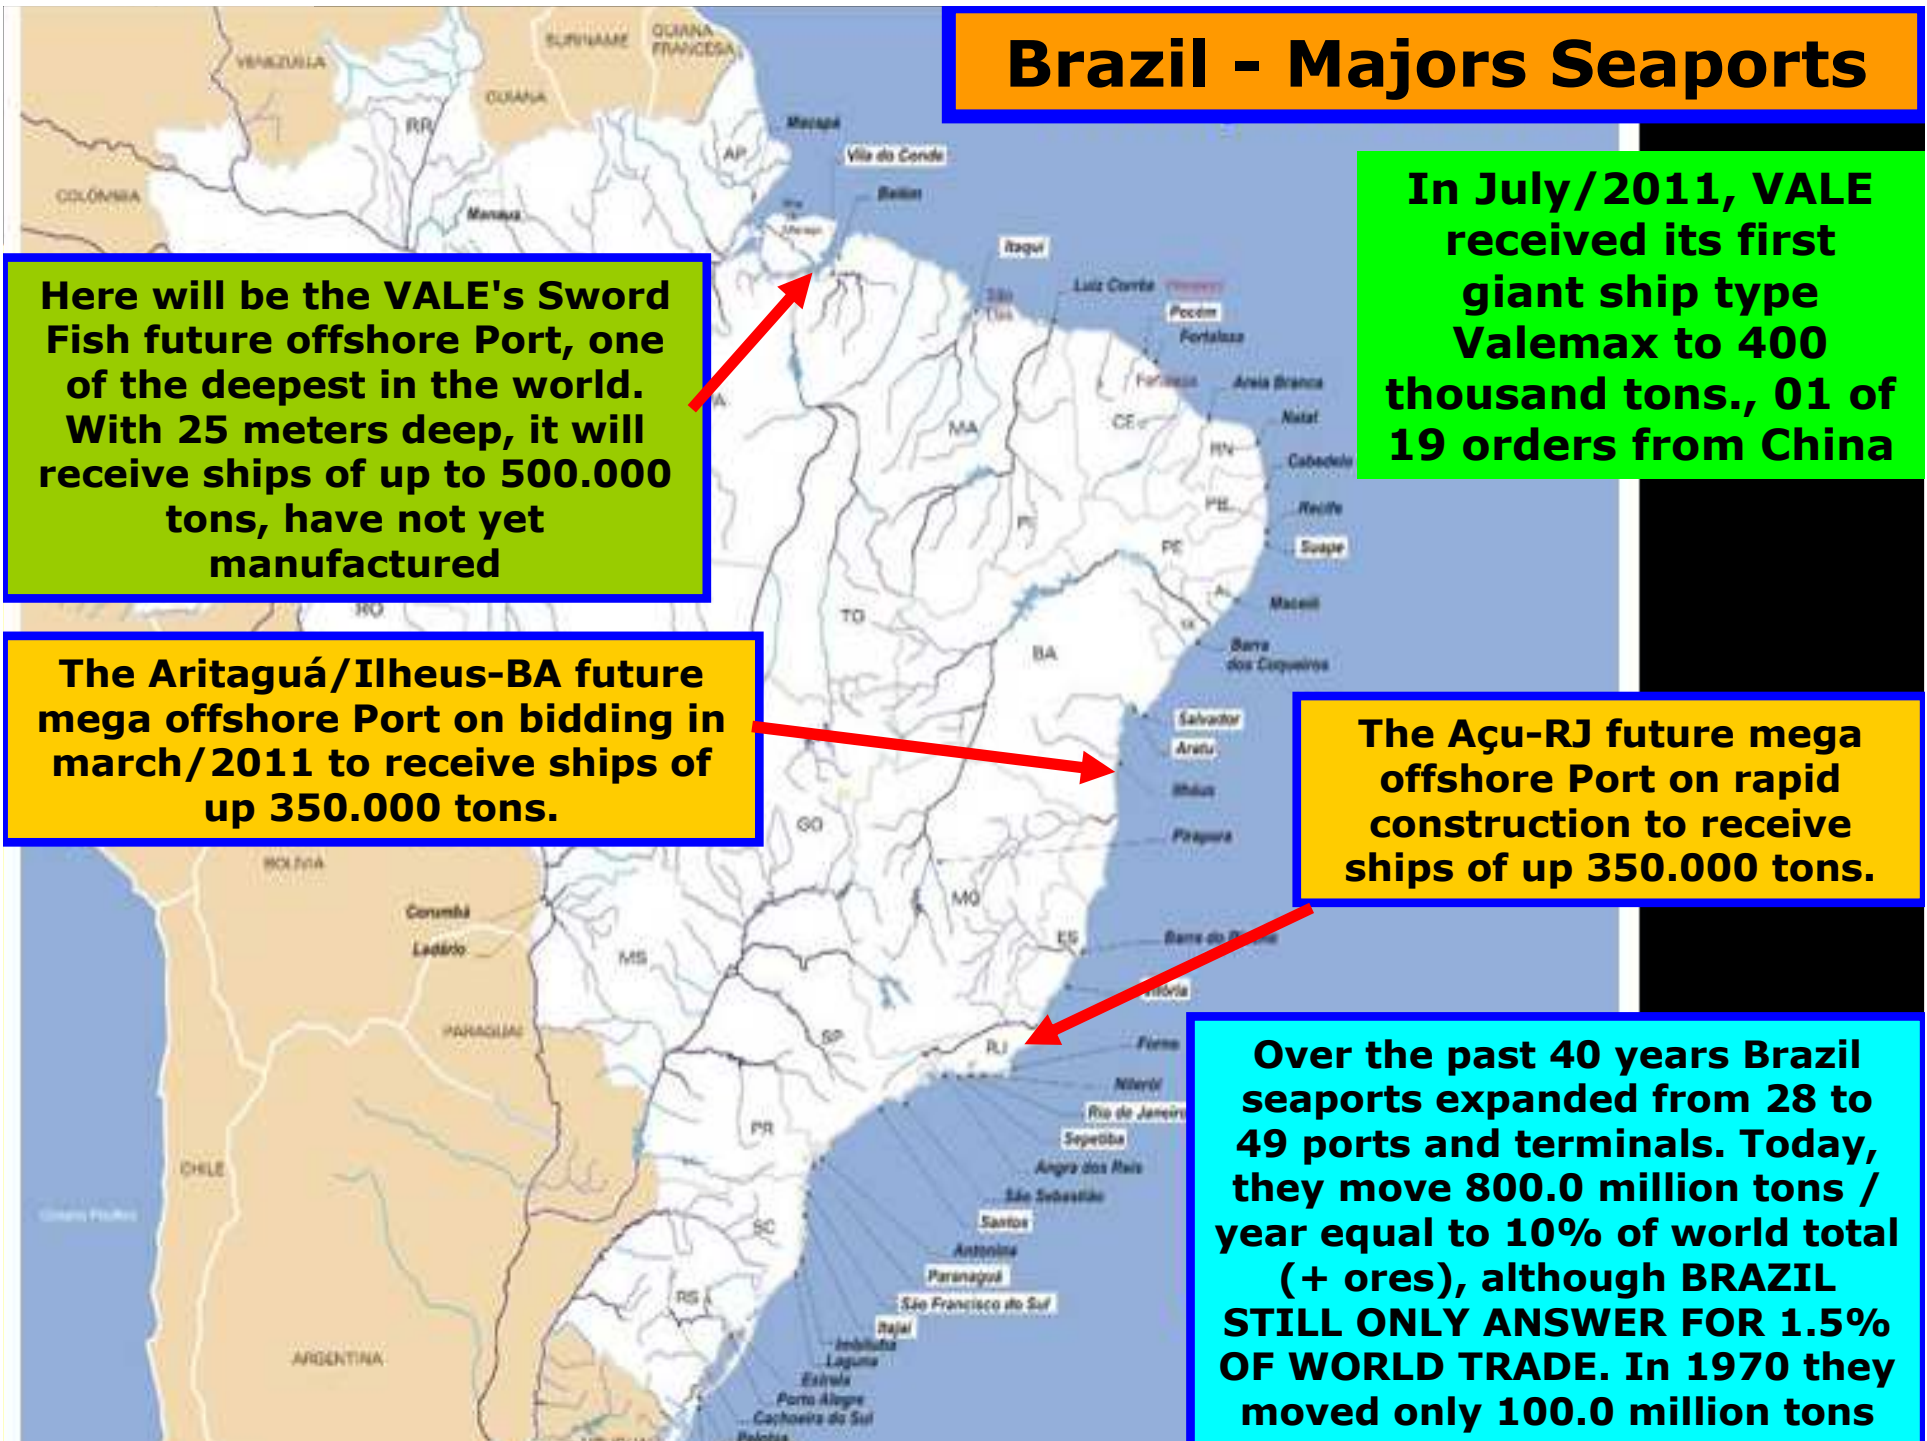 Brazil - Majors Seaports
In July/2011, VALE
received its first
giant ship type
Valemax to 400
thousand tons., 01 of
19 orders from China
Here will be the VALE's Sword
Fish future offshore Port, one
of the deepest in the world.
With 25 meters deep, it will
receive ships of up to 500.000
tons, have not yet
manufactured
The Aritaguá/Ilheus-BA future
mega offshore Port on bidding in
march/2011 to receive ships of
up 350.000 tons.
The Açu-RJ future mega
offshore Port on rapid
construction to receive
ships of up 350.000 tons.
Over the past 40 years Brazil
seaports expanded from 28 to
49 ports and terminals. Today,
they move 800.0 million tons /
year equal to 10% of world total
(+ ores), although BRAZIL
STILL ONLY ANSWER FOR 1.5%
OF WORLD TRADE. In 1970 they
moved only 100.0 million tons
VENEZUELA
SURINAME
GUIANA
FRANCESA
GUIANA
COLÔMBIA
RR
AP
Macapá
Vila do Conde
Belém
Manaus
Itaqui
São
Luís
Luiz Corrêa
Pecém
Fortaleza
Fortaleza
Areia Branca
Natal
Cabedelo
Recife
Suape
Maceió
Barra
dos Coqueiros
MA
CE
RN
PB
PI
PE
AL
SE
RO
TO
BA
Salvador
Aratu
Ilhéus
Pirapora
GO
BOLÍVIA
MG
ES
Corumbá
Ladário
MS
Barra do
Vitória
PARAGUAI
SP
RJ
Forno
Niterói
Rio de Janeiro
Sepetiba
Angra dos Reis
São Sebastião
Santos
Antonina
Paranaguá
São Francisco do Sul
Itajaí
Imbituba
Laguna
Estrela
Porto Alegre
Cachoeira do Sul
Pelotas
PR
SC
RS
CHILE
ARGENTINA